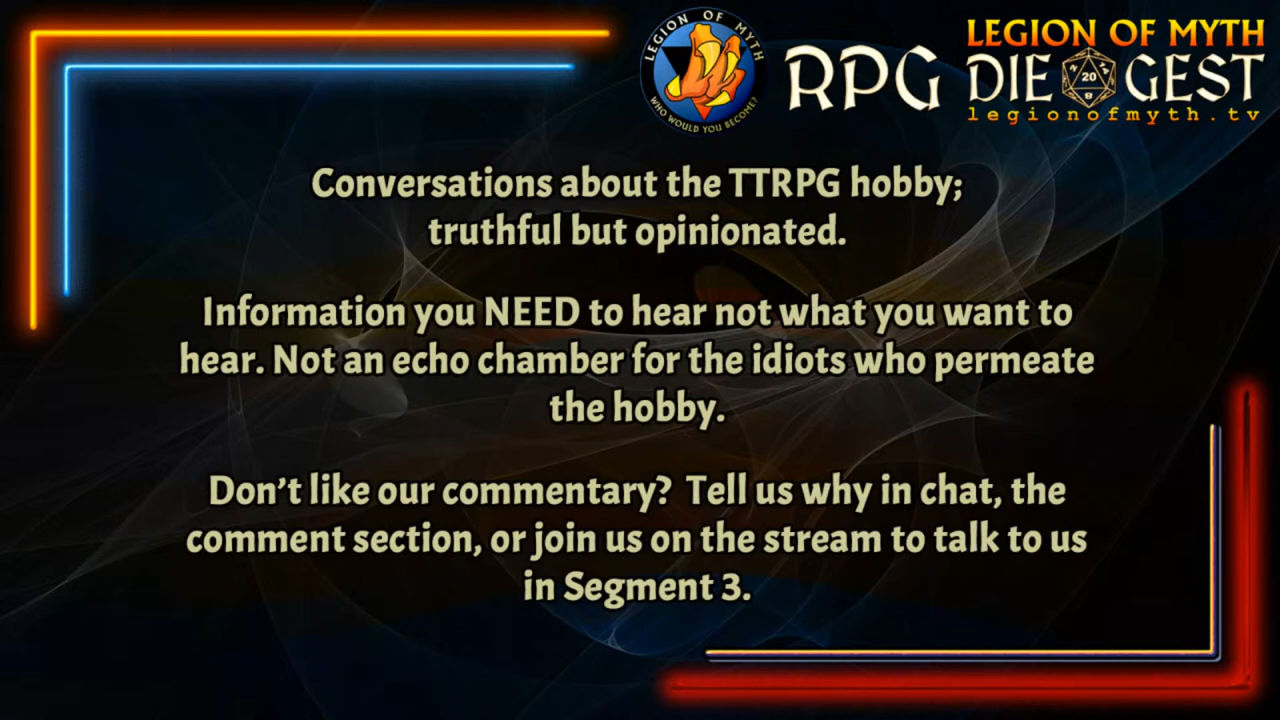 LEGION OF MYTH
WHO WOULD YOU BECOME?
RPG
LEGION OF MYTH
DIE 20 GEST
legionofmyth.tv
Conversations about the TTRPG hobby;
truthful but opinionated.
Information you NEED to hear not what you want to
hear. Not an echo chamber for the idiots who permeate
the hobby.
Don't like our commentary?  Tell us why in chat, the
comment section, or join us on the stream to talk to us
in Segment 3.